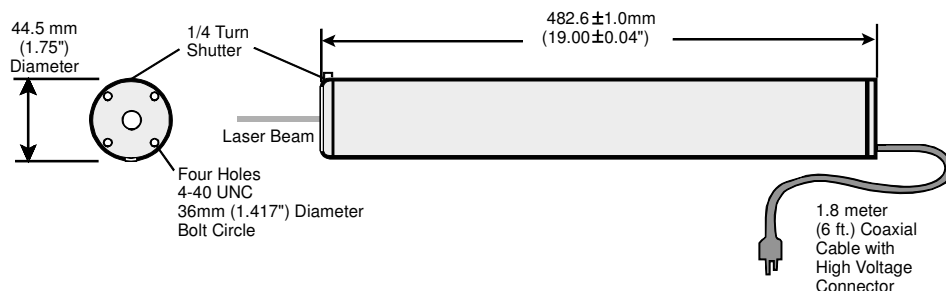 44.5 mm
(1.75")
Diameter
1/4 Turn
Shutter
482.6±1.0mm
(19.00±0.04")
Laser Beam
Four Holes
4-40 UNC
36mm (1.417") Diameter
Bolt Circle
1.8 meter
(6 ft.) Coaxial
Cable with
High Voltage
Connector